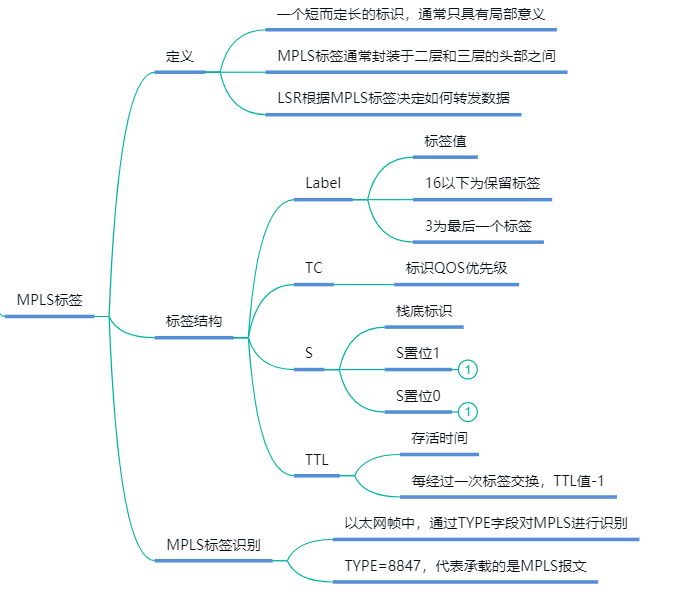 MPLS标签
定义
一个短而定长的标识，通常只具有局部意义
MPLS标签通常封装于二层和三层的头部之间
LSR根据MPLS标签决定如何转发数据
标签结构
Label
标签值
16以下为保留标签
3为最后一个标签
TC
标识QOS优先级
S
栈底标识
S置位1
1
S置位0
1
TTL
存活时间
每经过一次标签交换，TTL值-1
MPLS标签识别
以太网帧中，通过TYPE字段对MPLS进行识别
TYPE=8847，代表承载的是MPLS报文